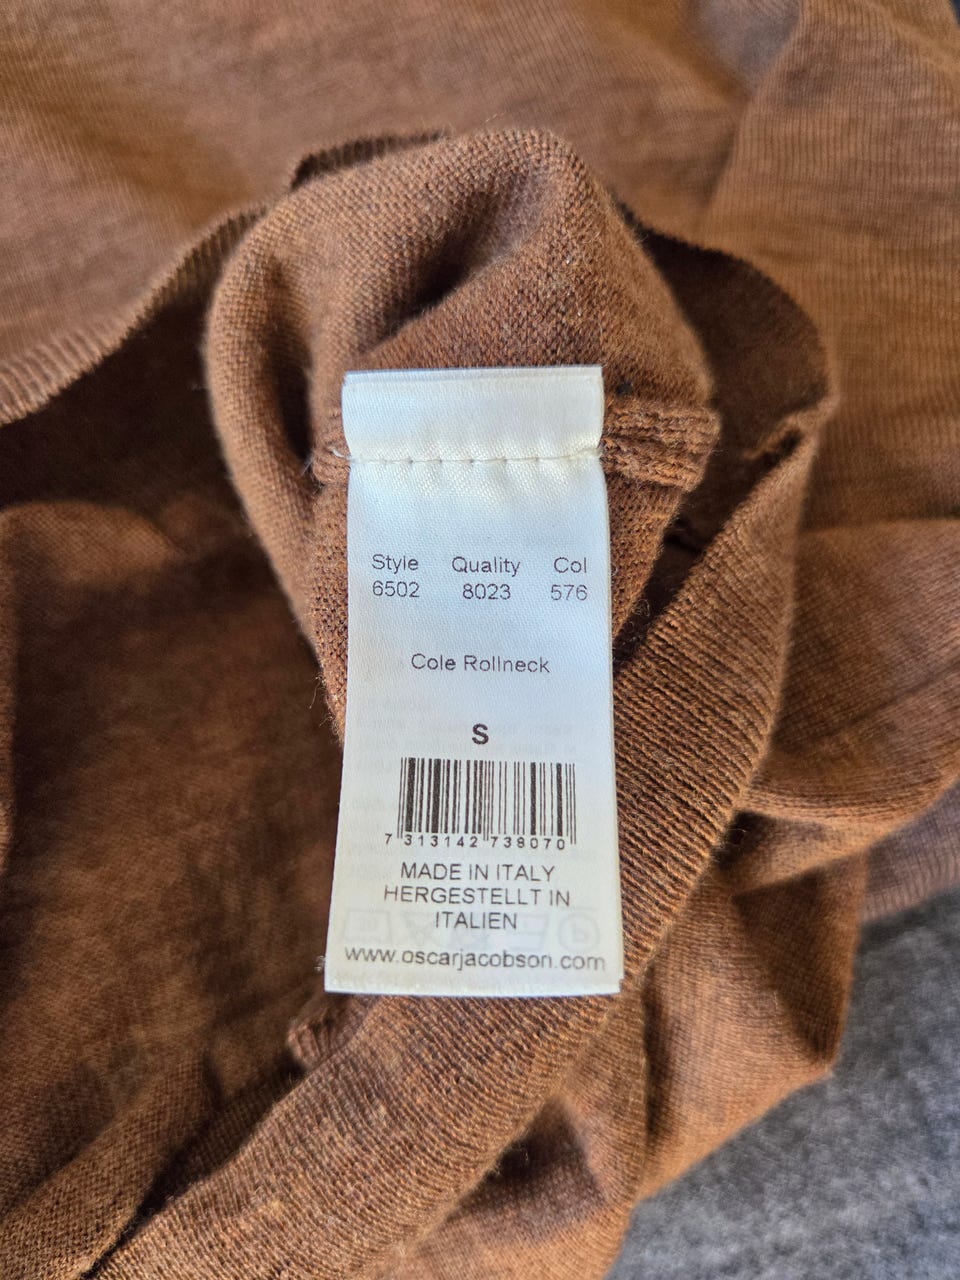 Style Quality Col
6502 8023 576
Cole Rollneck
S
7 313142 738070
MADE IN ITALY
HERGESTELLT IN
ITALIEN
www.oscarjacobson.com